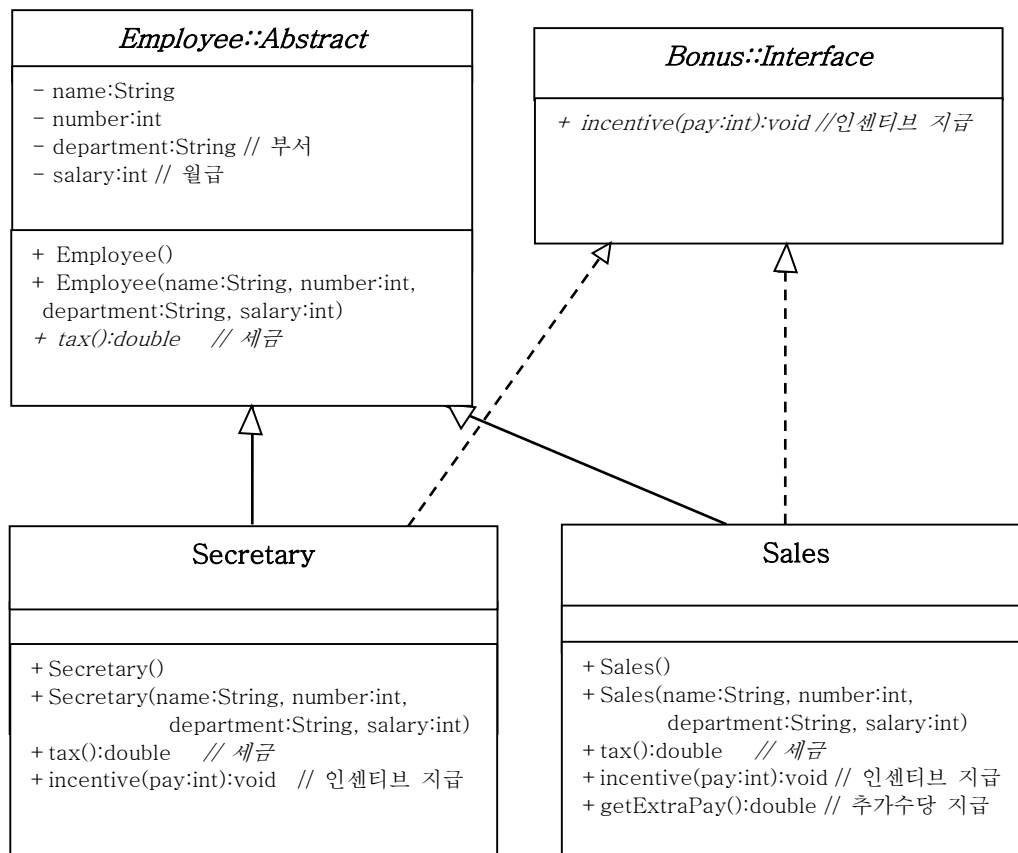 Employee::Abstract
- name:String
- number:int
- department:String // 부서
- salary:int // 월급
+ Employee()
+ Employee(name:String, number:int,
department:String, salary:int)
+ tax():double // 세금
Bonus::Interface
+ incentive(pay:int):void //인센티브 지급
Secretary
+ Secretary()
+ Secretary(name:String, number:int,
department:String, salary:int)
+ tax():double // 세금
+ incentive(pay:int):void // 인센티브 지급
Sales
+ Sales()
+ Sales(name:String, number:int,
department:String, salary:int)
+ tax():double // 세금
+ incentive(pay:int):void // 인센티브 지급
+ getExtraPay():double // 추가수당 지급